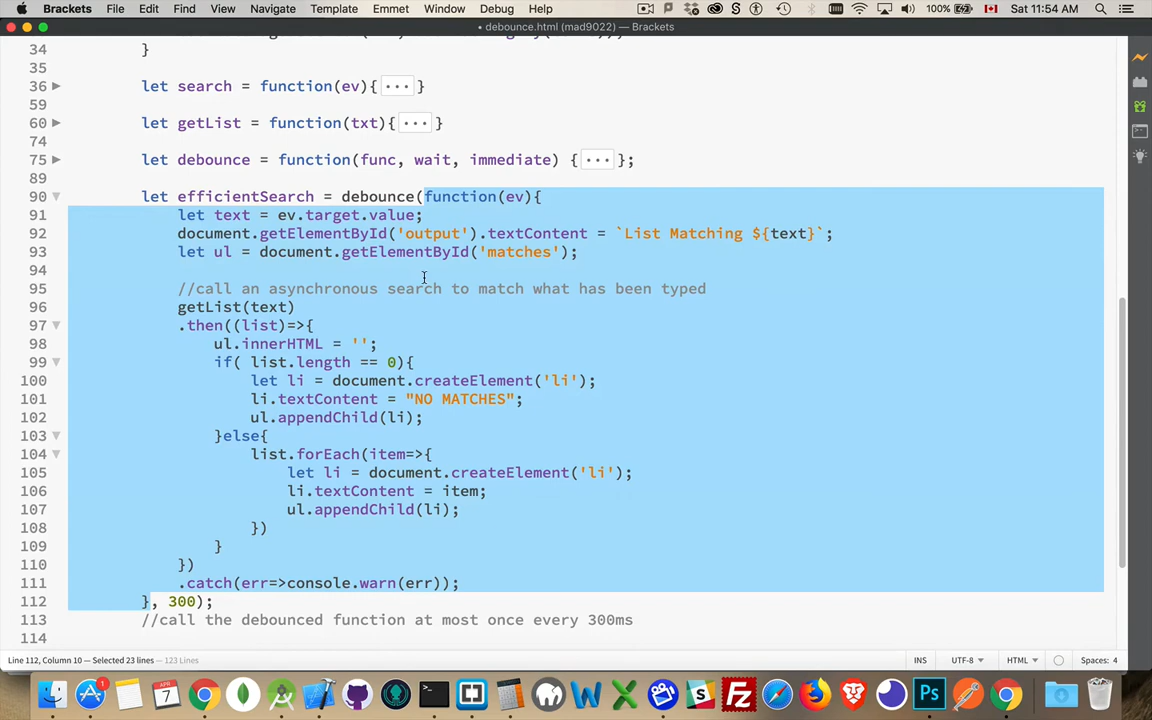 Brackets File Edit View Navigate Template Emmet Window Debug Help 100% Sat 11:54 AM
• debounce.html (mad9022) — Brackets
34 }
35
36 let search = function(ev){ ··· }
59
60 let getList = function(txt){ ··· }
74
75 let debounce = function(func, wait, immediate) { ··· };
89
90 let efficientSearch = debounce(function(ev){
91 let text = ev.target.value;
92 document.getElementById('output').textContent = `List Matching ${text}`;
93 let ul = document.getElementById('matches');
94
95 //call an asynchronous search to match what has been typed
96 getList(text)
97 .then((list)=>{
98 ul.innerHTML = '';
99 if( list.length == 0){
100 let li = document.createElement('li');
101 li.textContent = "NO MATCHES";
102 ul.appendChild(li);
103 }else{
104 list.forEach(item=>{
105 let li = document.createElement('li');
106 li.textContent = item;
107 ul.appendChild(li);
108 })
109 }
110 })
111 .catch(err=>console.warn(err));
112 }, 300);
113 //call the debounced function at most once every 300ms
114
Line 112, Column 10 — Selected 23 lines — 123 Lines INS UTF-8 HTML Spaces: 4